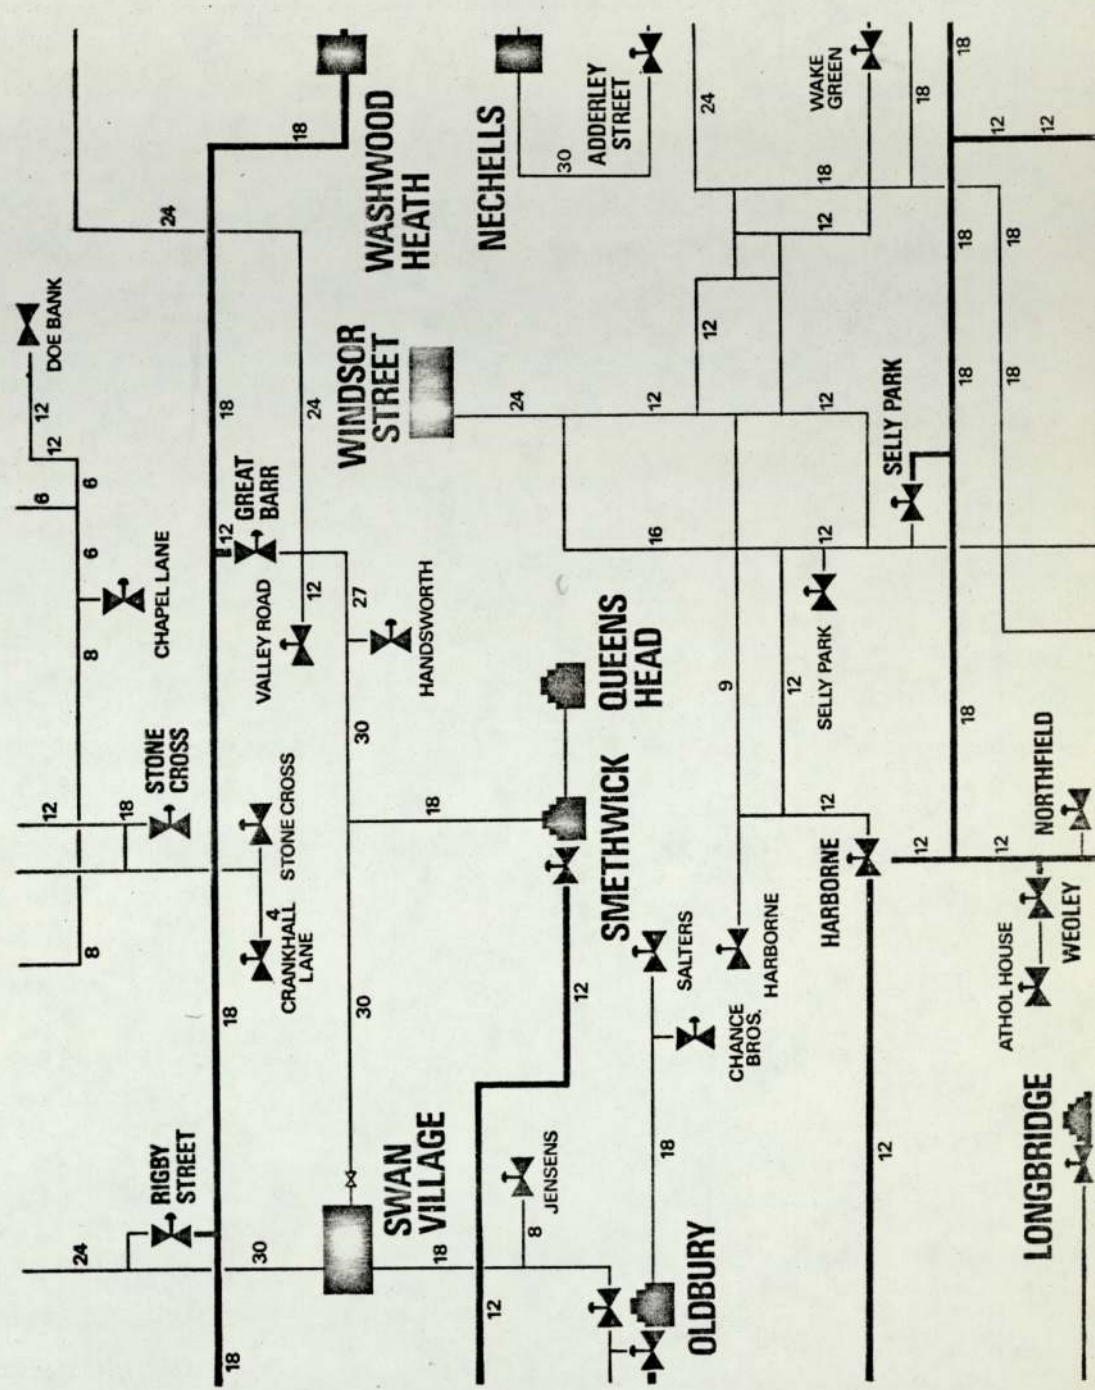 DOE BANK
12
12
6
6
6
8
8
CHAPEL LANE
24
18
WASHWOOD
HEATH
18
24
12
GREAT
BARR
VALLEY ROAD
12
27
HANDSWORTH
30
12
18
STONE
CROSS
STONE CROSS
4
CRANKHALL
LANE
18
30
18
RIGBY
STREET
24
30
18
SWAN
VILLAGE
18
JENSENS
8
12
12
SMETHWICK
QUEENS
HEAD
WINDSOR
STREET
24
NECHELLS
30
ADDERLEY
STREET
24
WAKE
GREEN
18
18
12
12
12
12
16
12
9
12
SELLY PARK
SELLY PARK
12
HARBORNE
HARBORNE
SALTERS
CHANCE
BROS.
18
OLDBURY
12
18
12
12
18
18
18
18
18
12
12
NORTHFIELD
WEOLEY
ATHOL HOUSE
LONGBRIDGE